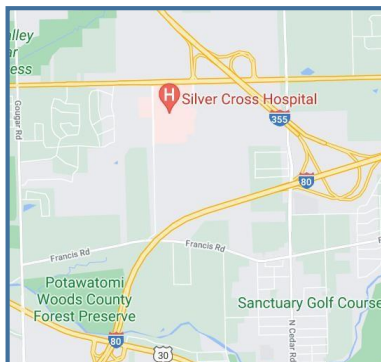 alley
ar
ess
Gougar Rd
H
Silver Cross Hospital
355
80
Francis Rd
Francis Rd
F
Potawatomi
Woods County
Forest Preserve
Sanctuary Golf Course
N Cedar Rd
80
30